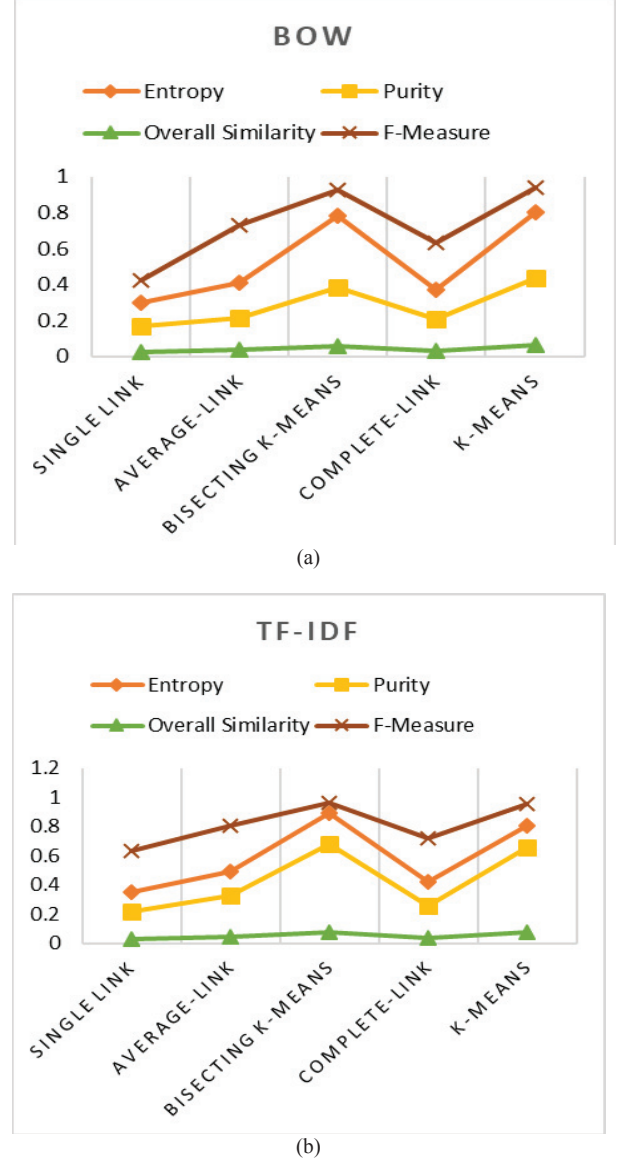 BOW
Entropy Purity
Overall Similarity F-Measure
1
0.8
0.6
0.4
0.2
0
SINGLE LINK
AVERAGE-LINK
BISECTING K-MEANS
COMPLETE-LINK
K-MEANS
(a)
TF-IDF
Entropy Purity
Overall Similarity F-Measure
1.2
1
0.8
0.6
0.4
0.2
0
SINGLE LINK
AVERAGE-LINK
BISECTING K-MEANS
COMPLETE-LINK
K-MEANS
(b)